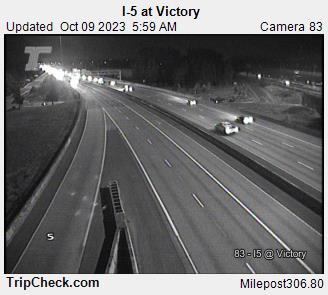 I-5 at Victory
Updated Oct 09 2023 5:59 AM Camera 83
S
83 - I5 @ Victory
TripCheck.com Milepost306.80